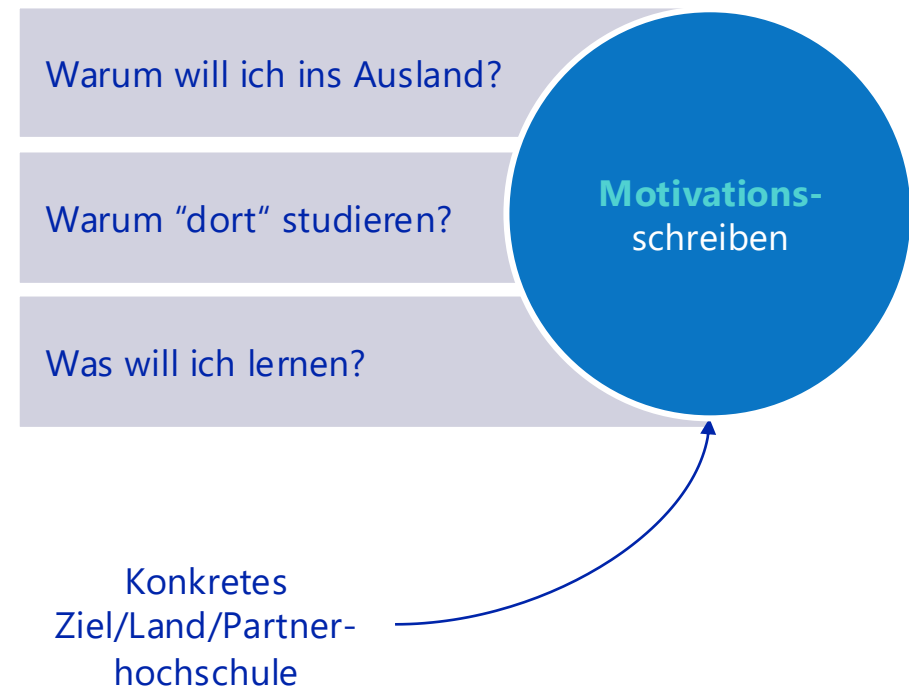 Warum will ich ins Ausland?
Warum “dort“ studieren?
Was will ich lernen?
Motivations-
schreiben
Konkretes
Ziel/Land/Partner-
hochschule